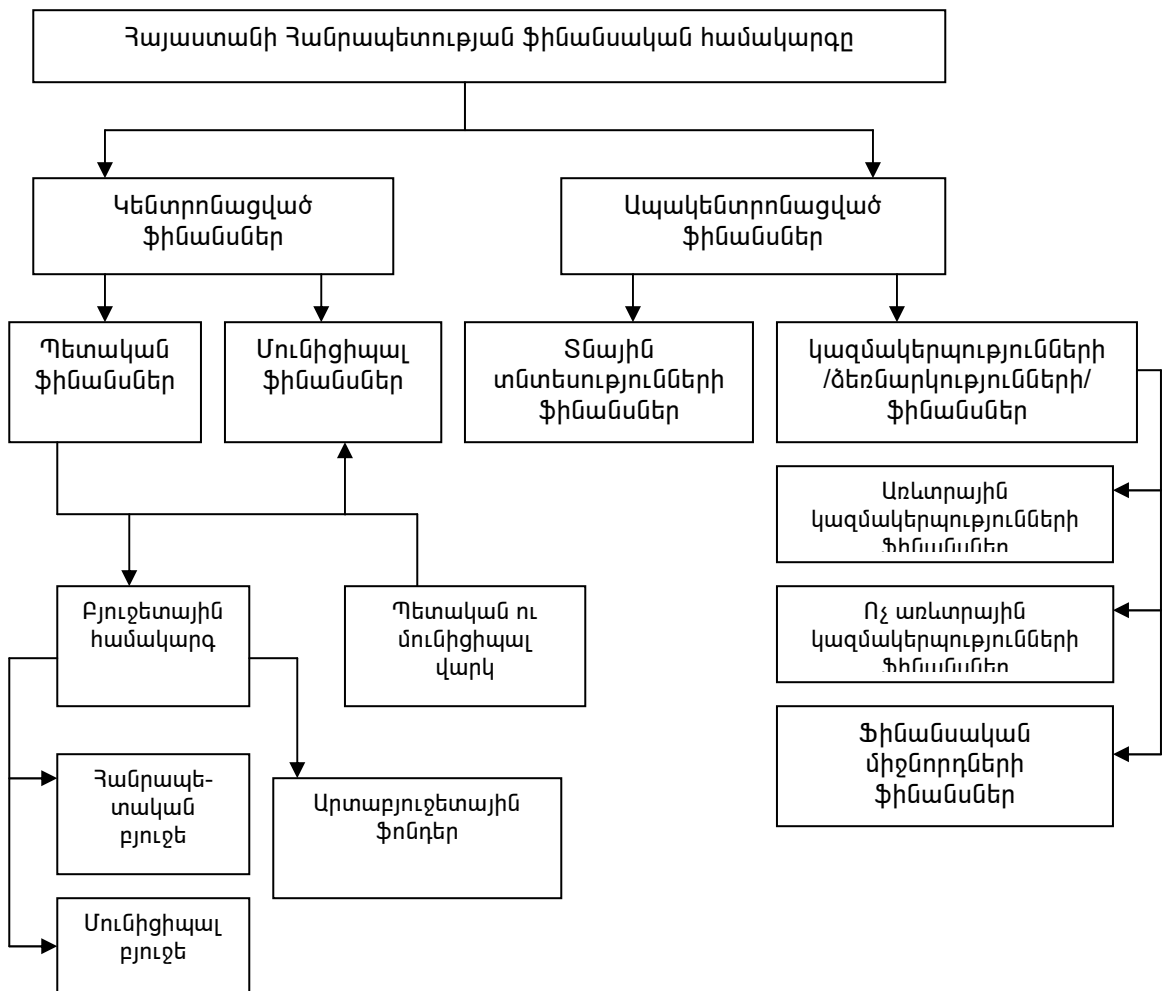 Հայաստանի Հանրապետության ֆինանսական համակարգը
Կենտրոնացված
ֆինանսներ
Ապակենտրոնացված
ֆինանսներ
Պետական
ֆինանսներ
Մունիցիպալ
ֆինանսներ
Տնային
տնտեսությունների
ֆինանսներ
կազմակերպությունների
/ձեռնարկությունների/
ֆինանսներ
Առևտրային
կազմակերպությունների
Ֆինանսներ
Ոչ առևտրային
կազմակերպությունների
Ֆինանսներ
Ֆինանսական
միջնորդների
ֆինանսներ
Բյուջետային
համակարգ
Պետական ու
մունիցիպալ
վարկ
Հանրապե-
տական
բյուջե
Արտաբյուջետային
ֆոնդեր
Մունիցիպալ
բյուջե